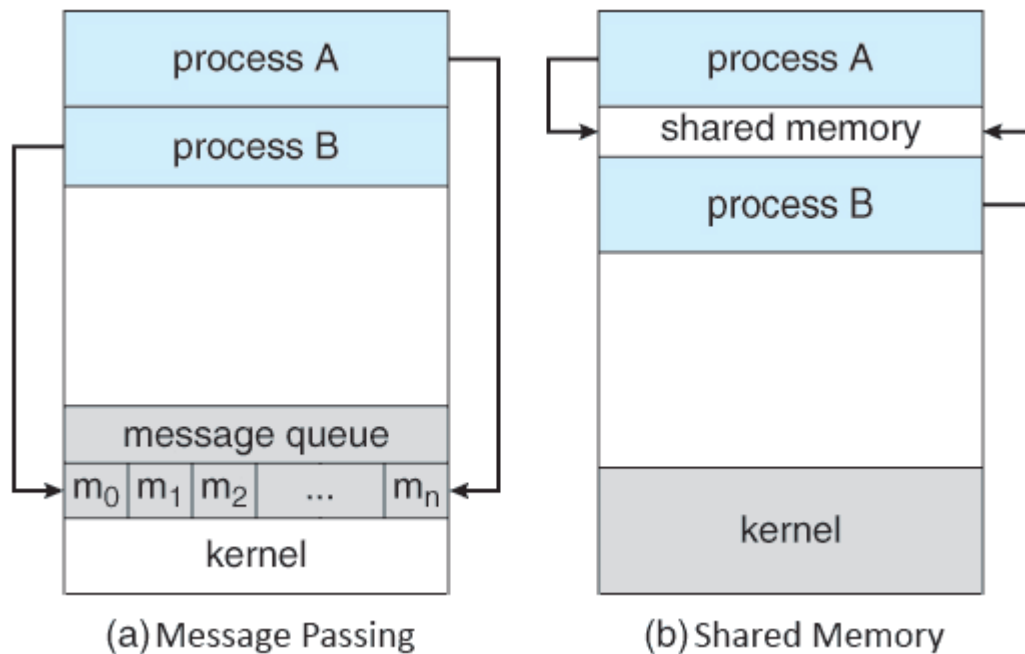 process A
process B
message queue
m0 m1 m2 ... mn
kernel
(a) Message Passing
process A
shared memory
process B
kernel
(b) Shared Memory